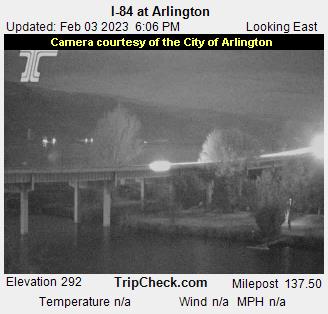 I-84 at Arlington
Updated: Feb 03 2023 6:06 PM Looking East
Camera courtesy of the City of Arlington
Elevation 292 TripCheck.com Milepost 137.50
Temperature n/a Wind n/a MPH n/a